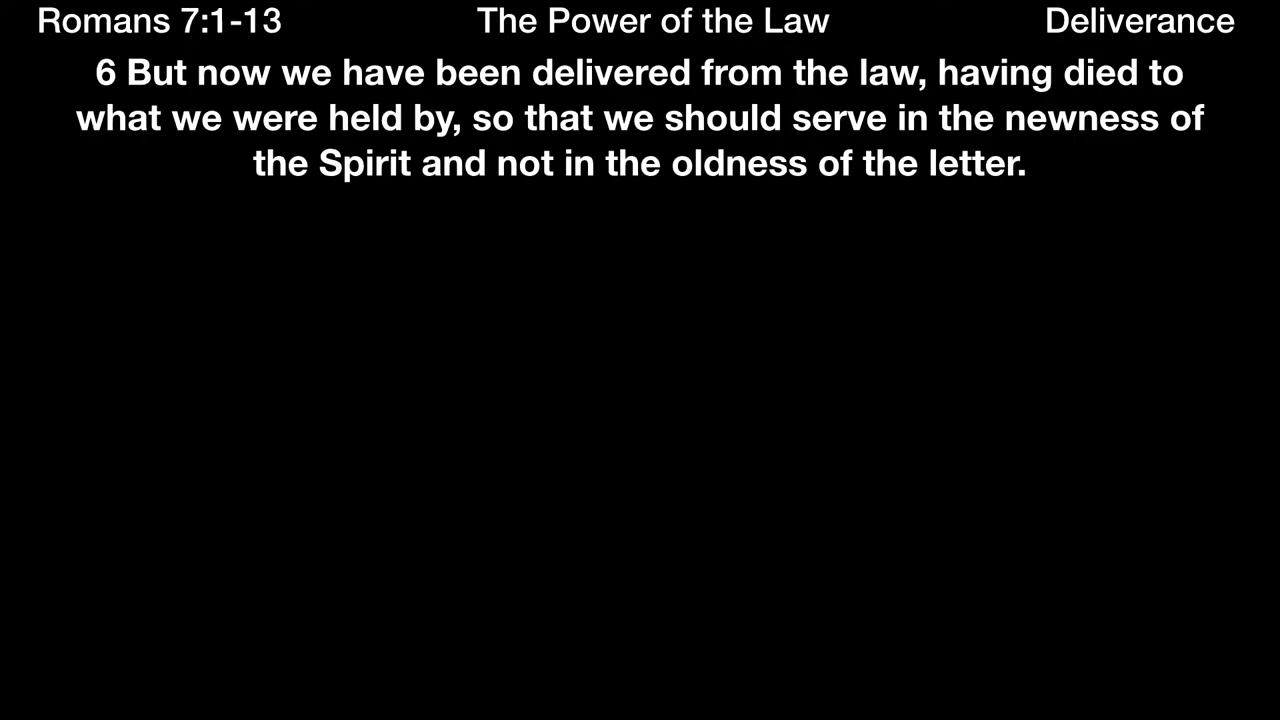 Romans 7:1-13 The Power of the Law Deliverance
6 But now we have been delivered from the law, having died to
what we were held by, so that we should serve in the newness of
the Spirit and not in the oldness of the letter.